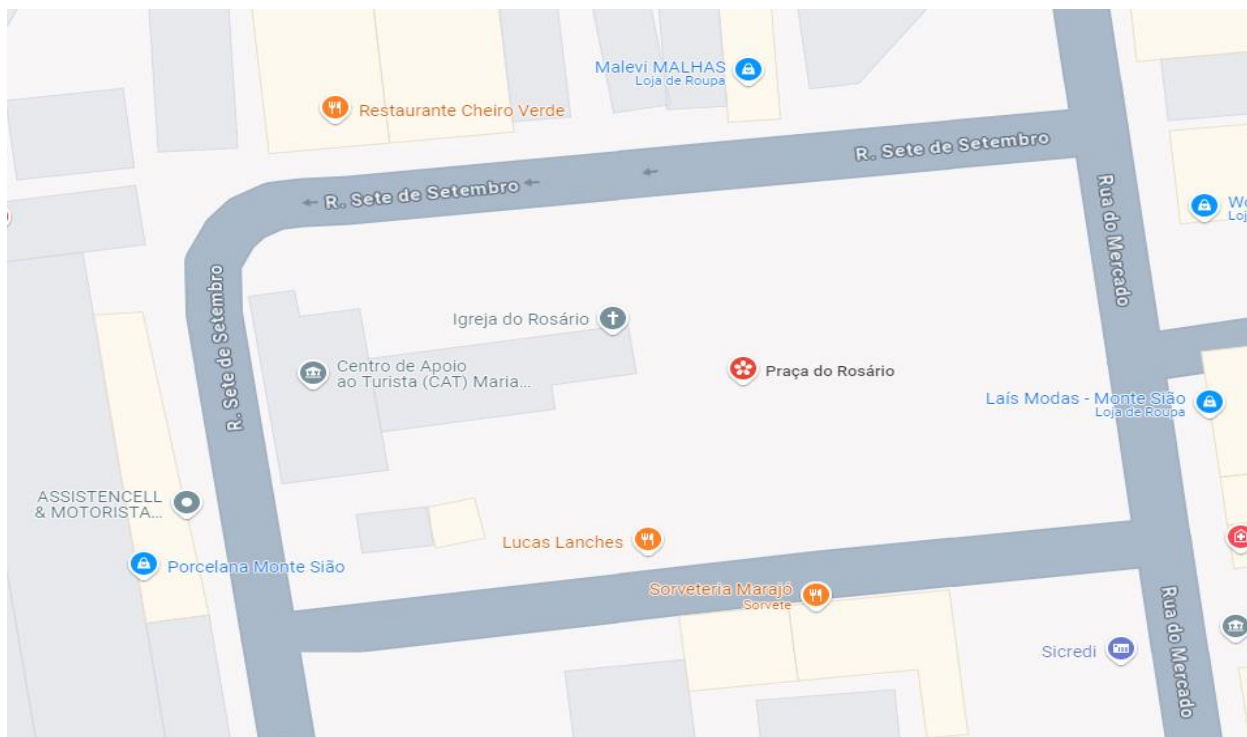 Malevi MALHAS
Loja de Roupa
Restaurante Cheiro Verde
R. Sete de Setembro
R. Sete de Setembro
Rua do Mercado
Loj
R. Sete de Setembro
Igreja do Rosário
Centro de Apoio
ao Turista (CAT) Maria...
Praça do Rosário
Laís Modas - Monte Sião
Loja de Roupa
ASSISTENCELL
& MOTORISTA...
Lucas Lanches
Porcelana Monte Sião
Sorveteria Marajó
Sorvete
Sicredi
Rua do Mercado